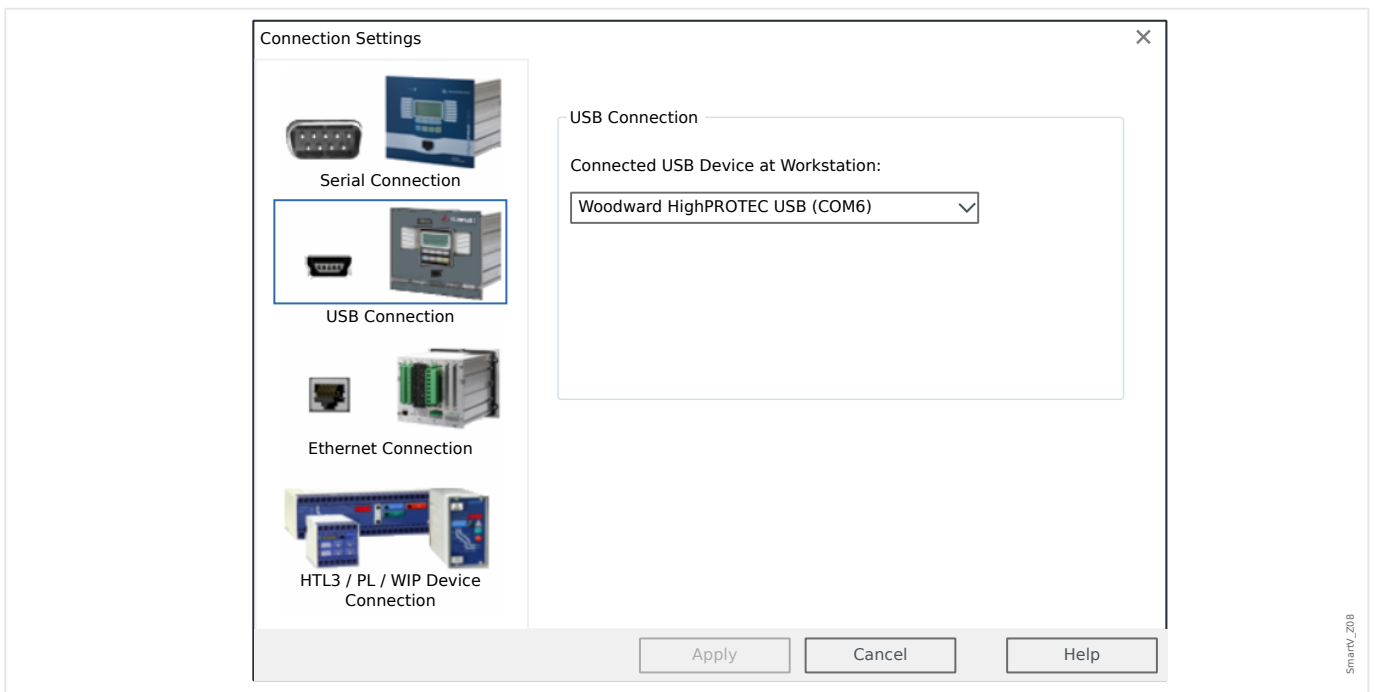 Connection Settings
Serial Connection
USB Connection
Ethernet Connection
HTL3 / PL / WIP Device
Connection
USB Connection
Connected USB Device at Workstation:
Woodward HighPROTEC USB (COM6)
Apply
Cancel
Help
SmartV_Z08